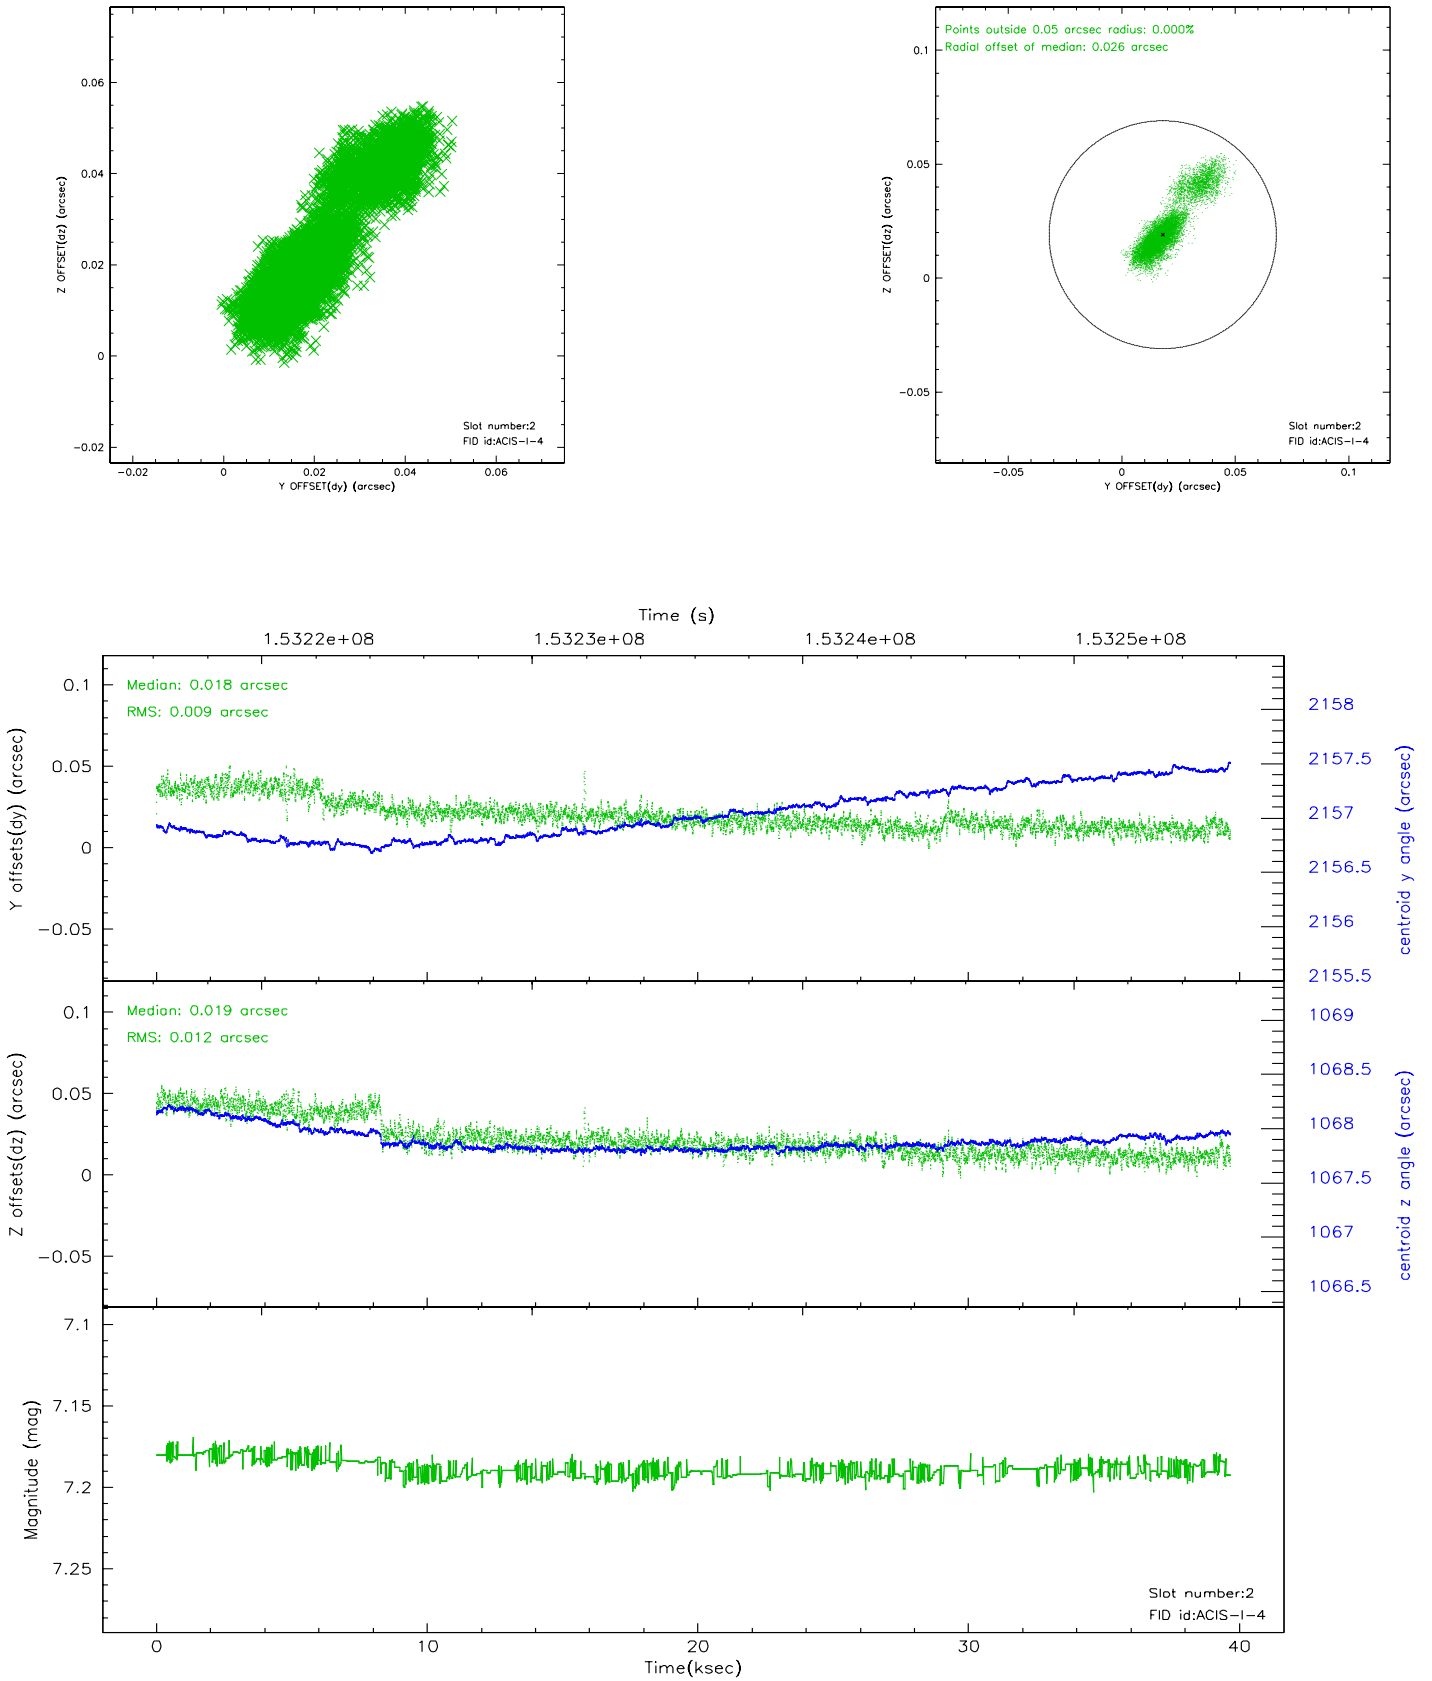 0.06
0.04
0.02
0
−0.02
Z OFFSET(dz) (arcsec)
−0.02 0 0.02 0.04 0.06
Y OFFSET(dy) (arcsec)
Slot number:2
FID id:ACIS−I−4
Points outside 0.05 arcsec radius: 0.000%
Radial offset of median: 0.026 arcsec
0.1
0.05
0
−0.05
Z OFFSET(dz) (arcsec)
−0.05 0 0.05 0.1
Y OFFSET(dy) (arcsec)
Slot number:2
FID id:ACIS−I−4
Time (s)
1.5322e+08 1.5323e+08 1.5324e+08 1.5325e+08
Median: 0.018 arcsec
RMS: 0.009 arcsec
0.1
0.05
0
−0.05
Y offsets(dy) (arcsec)
2158
2157.5
2157
2156.5
2156
2155.5
centroid y angle (arcsec)
Median: 0.019 arcsec
RMS: 0.012 arcsec
0.1
0.05
0
−0.05
Z offsets(dz) (arcsec)
1069
1068.5
1068
1067.5
1067
1066.5
centroid z angle (arcsec)
7.1
7.15
7.2
7.25
Magnitude (mag)
Slot number:2
FID id:ACIS−I−4
0 10 20 30 40
Time(ksec)